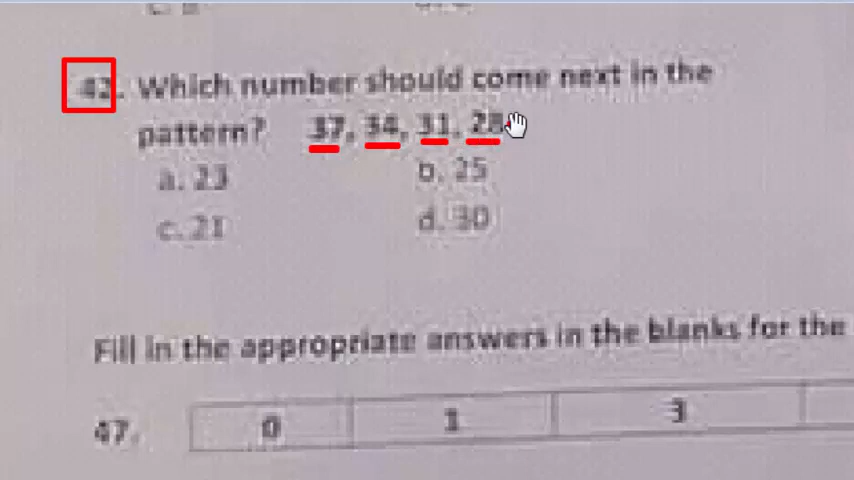 42. Which number should come next in the
pattern? 37, 34, 31, 28
a. 23 b. 25
c. 21 d. 30
Fill in the appropriate answers in the blanks for the
47. 0 1 3